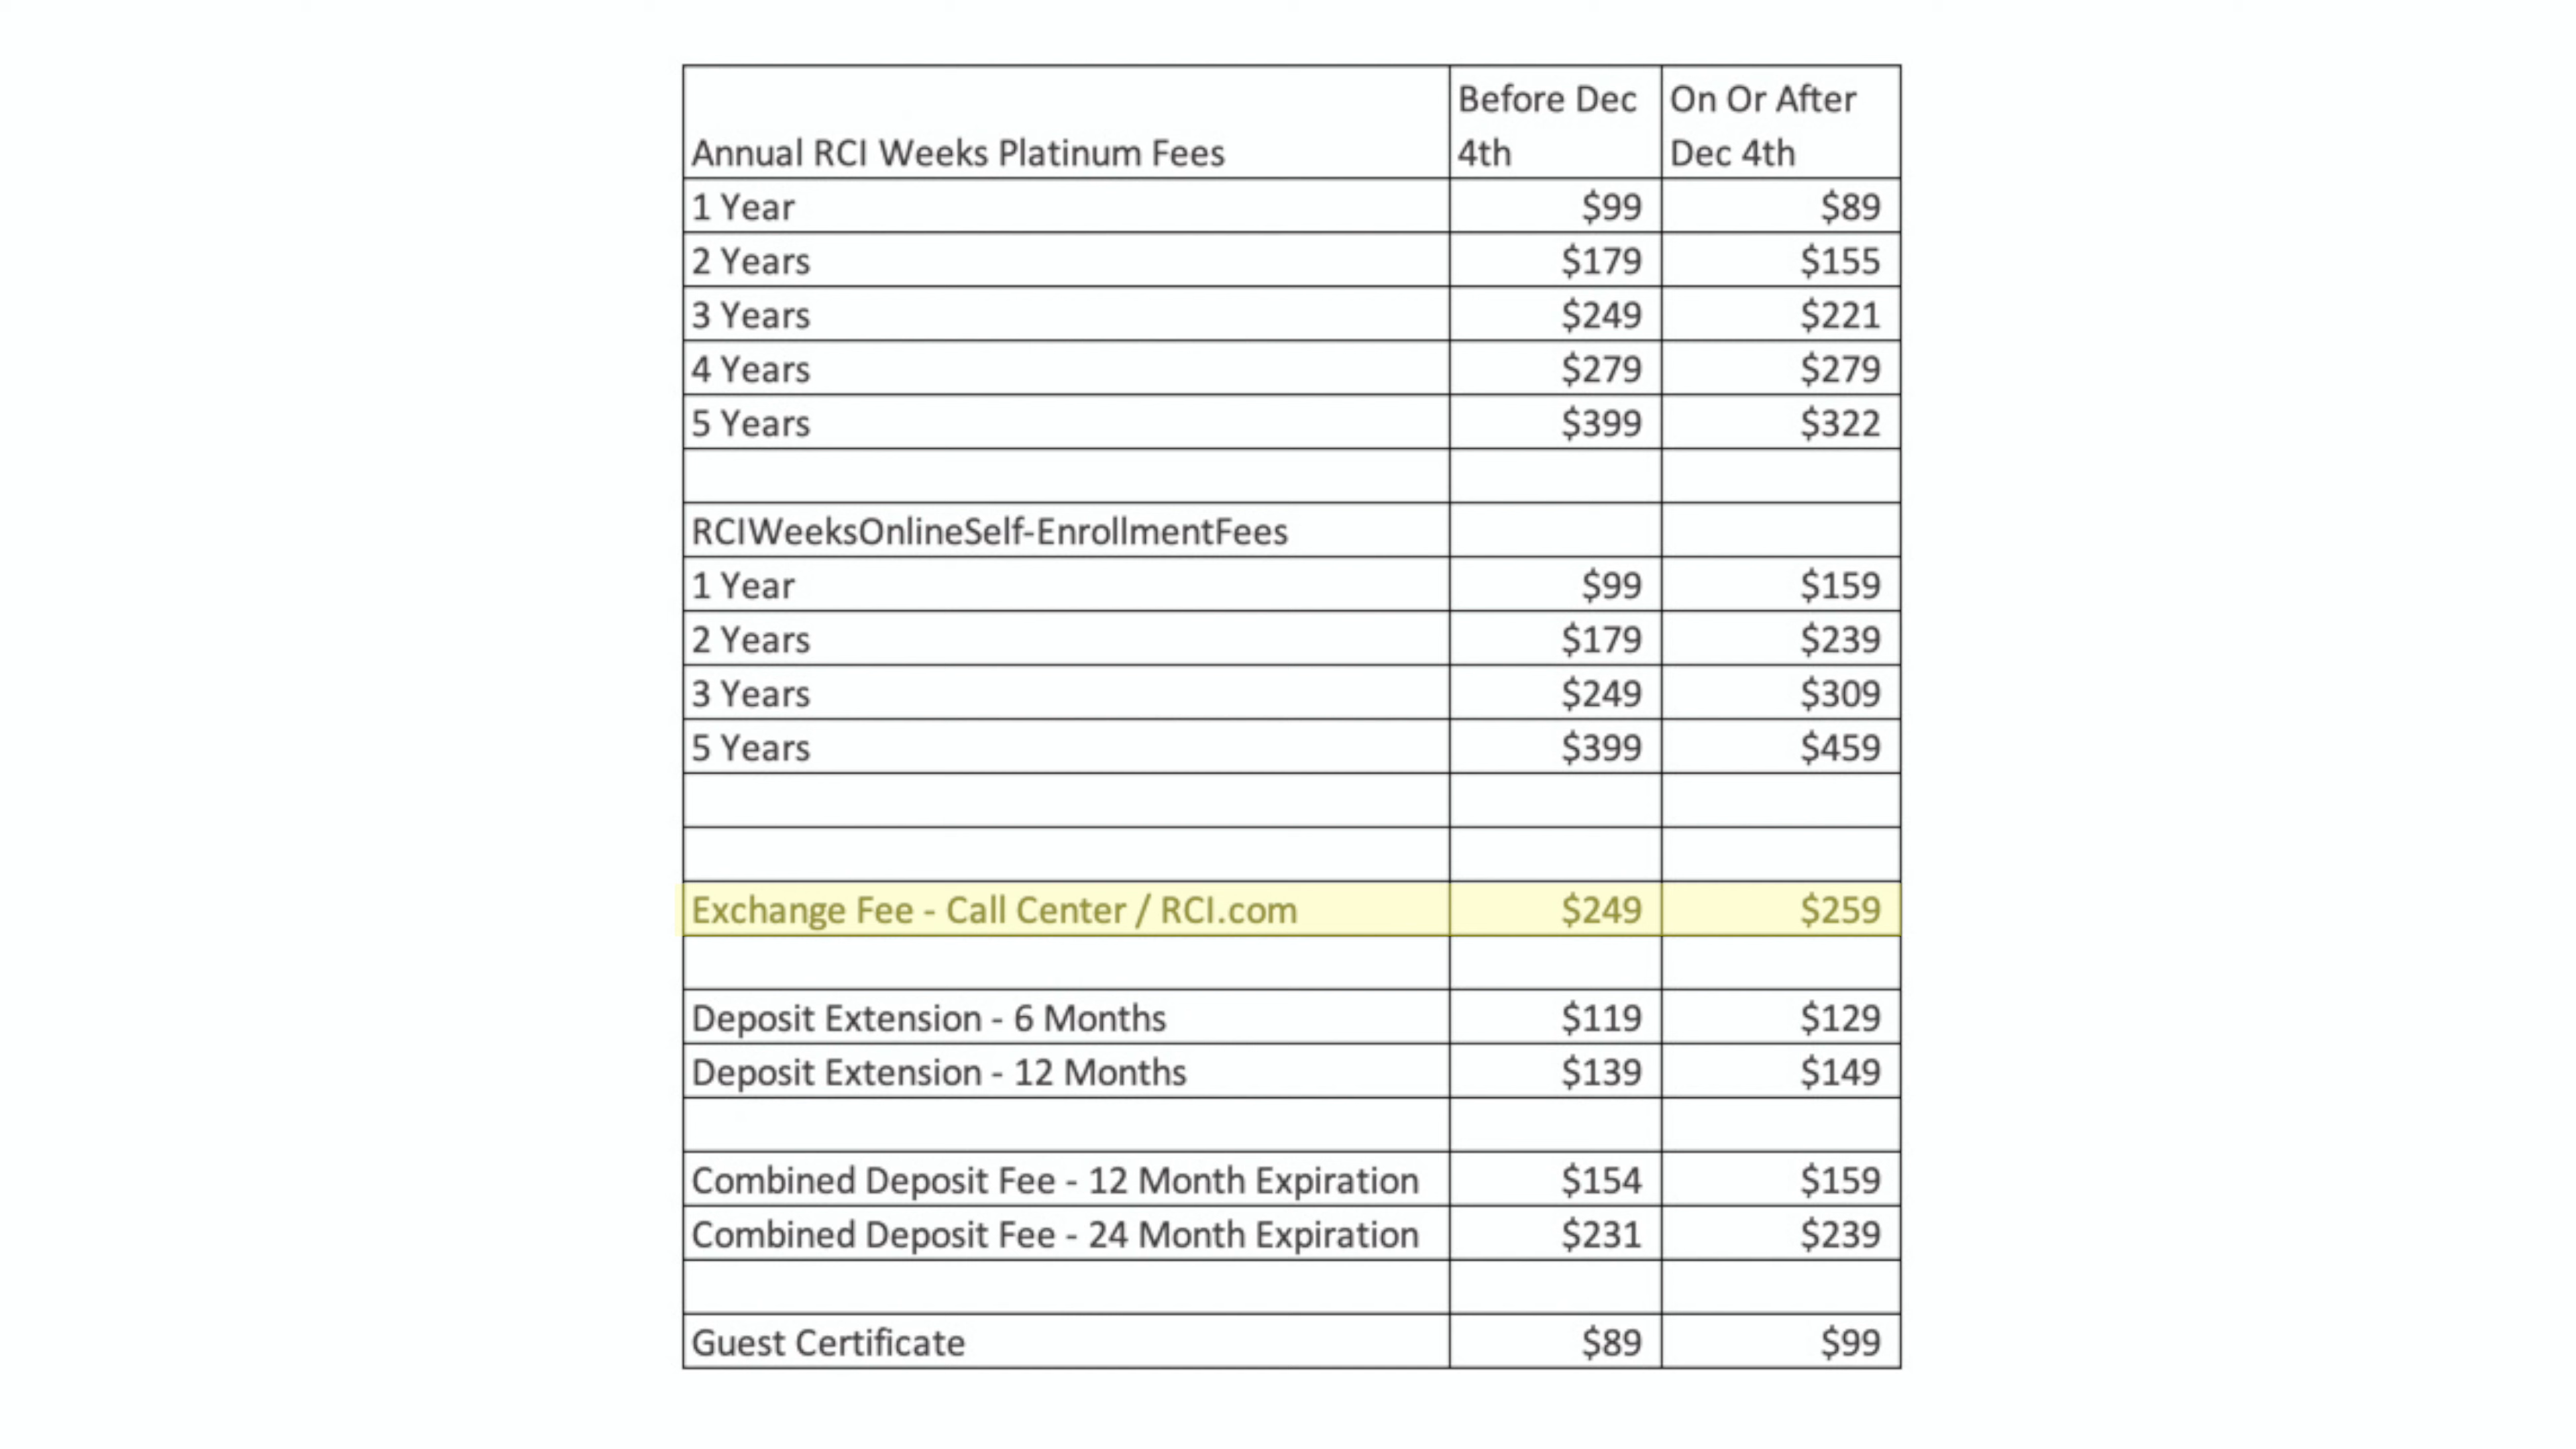 Annual RCI Weeks Platinum Fees Before Dec 4th On Or After Dec 4th
1 Year $99 $89
2 Years $179 $155
3 Years $249 $221
4 Years $279 $279
5 Years $399 $322
RCIWeeksOnlineSelf-EnrollmentFees
1 Year $99 $159
2 Years $179 $239
3 Years $249 $309
5 Years $399 $459
Exchange Fee - Call Center / RCI.com $249 $259
Deposit Extension - 6 Months $119 $129
Deposit Extension - 12 Months $139 $149
Combined Deposit Fee - 12 Month Expiration $154 $159
Combined Deposit Fee - 24 Month Expiration $231 $239
Guest Certificate $89 $99